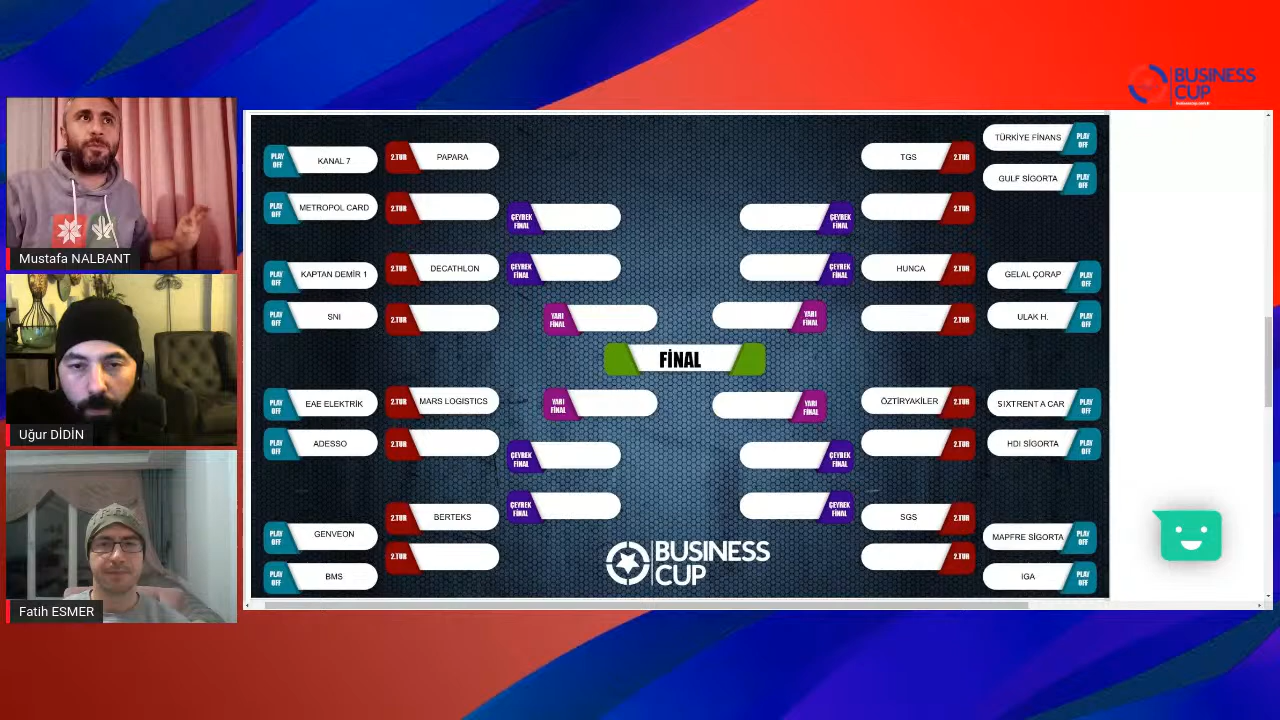 BUSINESS
CUP
Mustafa NALBANT
Uğur DİDİN
Fatih ESMER
PLAY OFF KANAL 7
PLAY OFF METROPOL CARD
PLAY OFF KAPTAN DEMİR 1
PLAY OFF SNI
PLAY OFF EAE ELEKTRİK
PLAY OFF ADESSO
PLAY OFF GENVEON
PLAY OFF BMS
2.TUR PAPARA
2.TUR
2.TUR DECATHLON
2.TUR
2.TUR MARS LOGISTICS
2.TUR
2.TUR BERTEKS
2.TUR
ÇEYREK FİNAL
ÇEYREK FİNAL
ÇEYREK FİNAL
ÇEYREK FİNAL
YARI FİNAL
YARI FİNAL
FİNAL
YARI FİNAL
YARI FİNAL
ÇEYREK FİNAL
ÇEYREK FİNAL
ÇEYREK FİNAL
ÇEYREK FİNAL
TGS 2.TUR
2.TUR
HUNCA 2.TUR
2.TUR
ÖZTİRYAKİLER 2.TUR
2.TUR
SGS 2.TUR
2.TUR
TÜRKİYE FİNANS PLAY OFF
GULF SİGORTA PLAY OFF
GELAL ÇORAP PLAY OFF
ULAK H. PLAY OFF
SIXTRENT A CAR PLAY OFF
HDI SİGORTA PLAY OFF
MAPFRE SİGORTA PLAY OFF
IGA PLAY OFF
BUSINESS
CUP